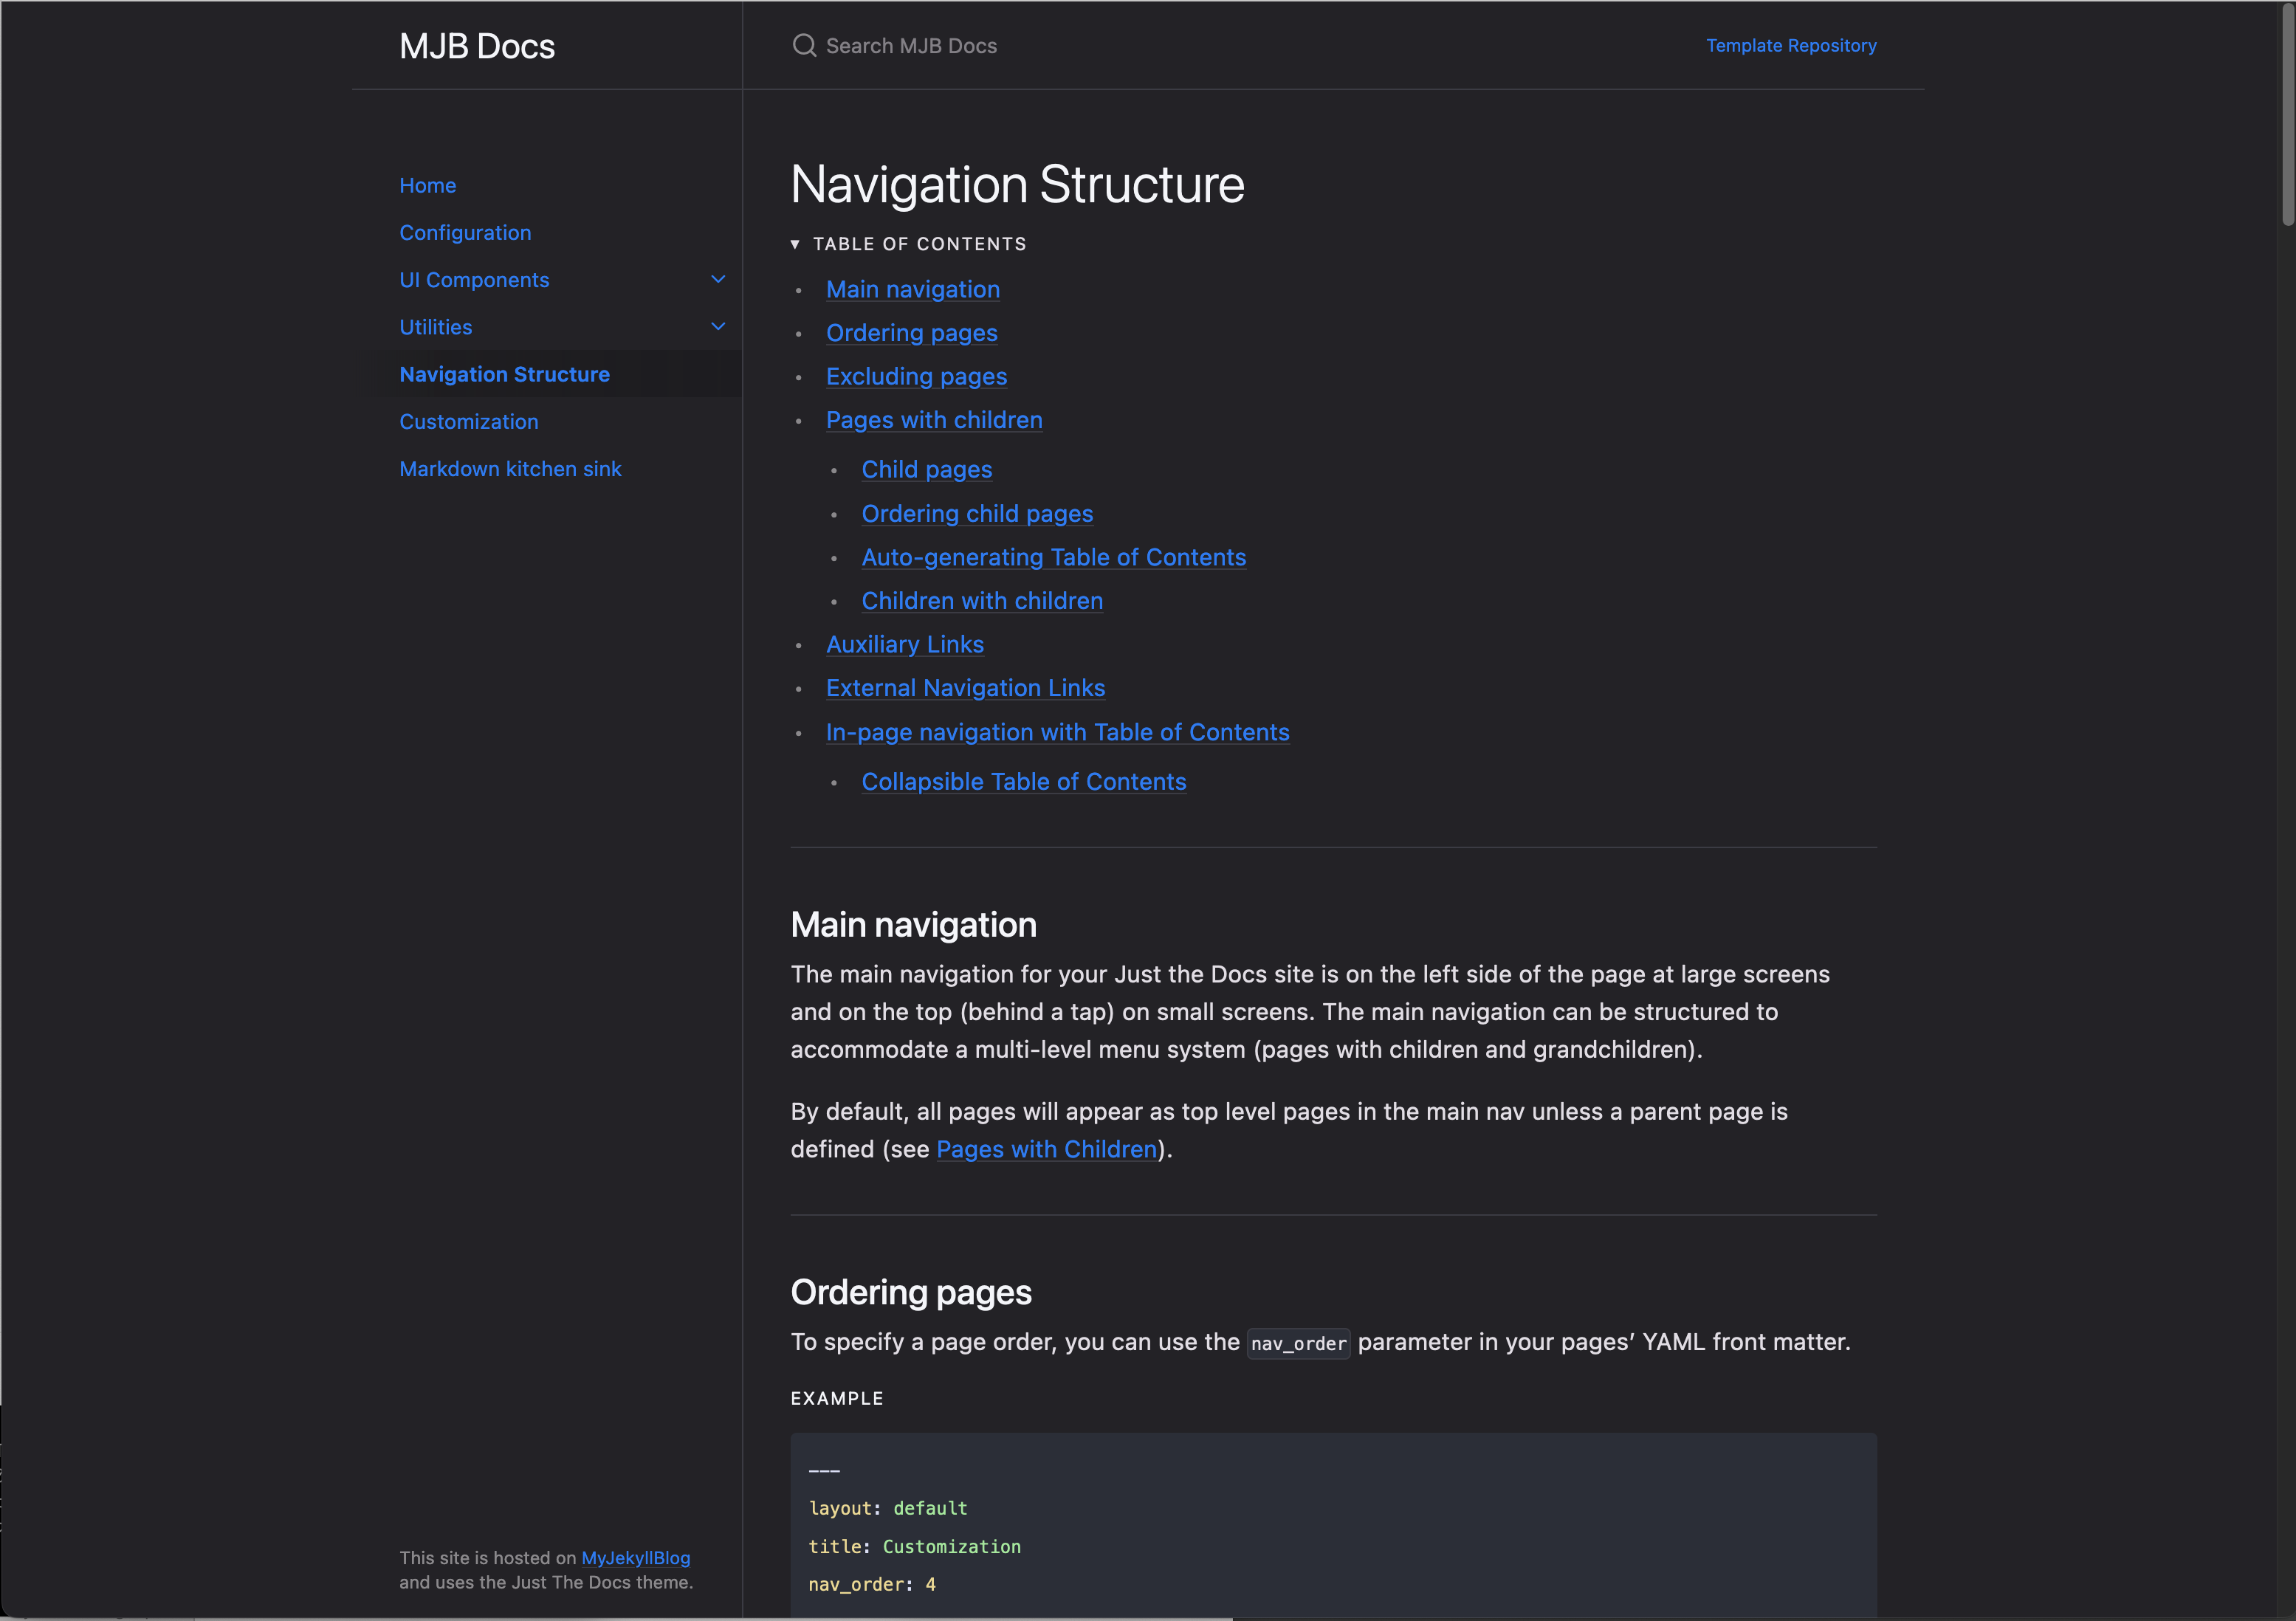 MJB Docs
Search MJB Docs
Template Repository
Home
Configuration
UI Components
Utilities
Navigation Structure
Customization
Markdown kitchen sink
This site is hosted on MyJekyllBlog
and uses the Just The Docs theme.
Navigation Structure
TABLE OF CONTENTS
Main navigation
Ordering pages
Excluding pages
Pages with children
Child pages
Ordering child pages
Auto-generating Table of Contents
Children with children
Auxiliary Links
External Navigation Links
In-page navigation with Table of Contents
Collapsible Table of Contents
Main navigation
The main navigation for your Just the Docs site is on the left side of the page at large screens
and on the top (behind a tap) on small screens. The main navigation can be structured to
accommodate a multi-level menu system (pages with children and grandchildren).
By default, all pages will appear as top level pages in the main nav unless a parent page is
defined (see Pages with Children).
Ordering pages
To specify a page order, you can use the nav_order parameter in your pages’ YAML front matter.
EXAMPLE
---
layout: default
title: Customization
nav_order: 4